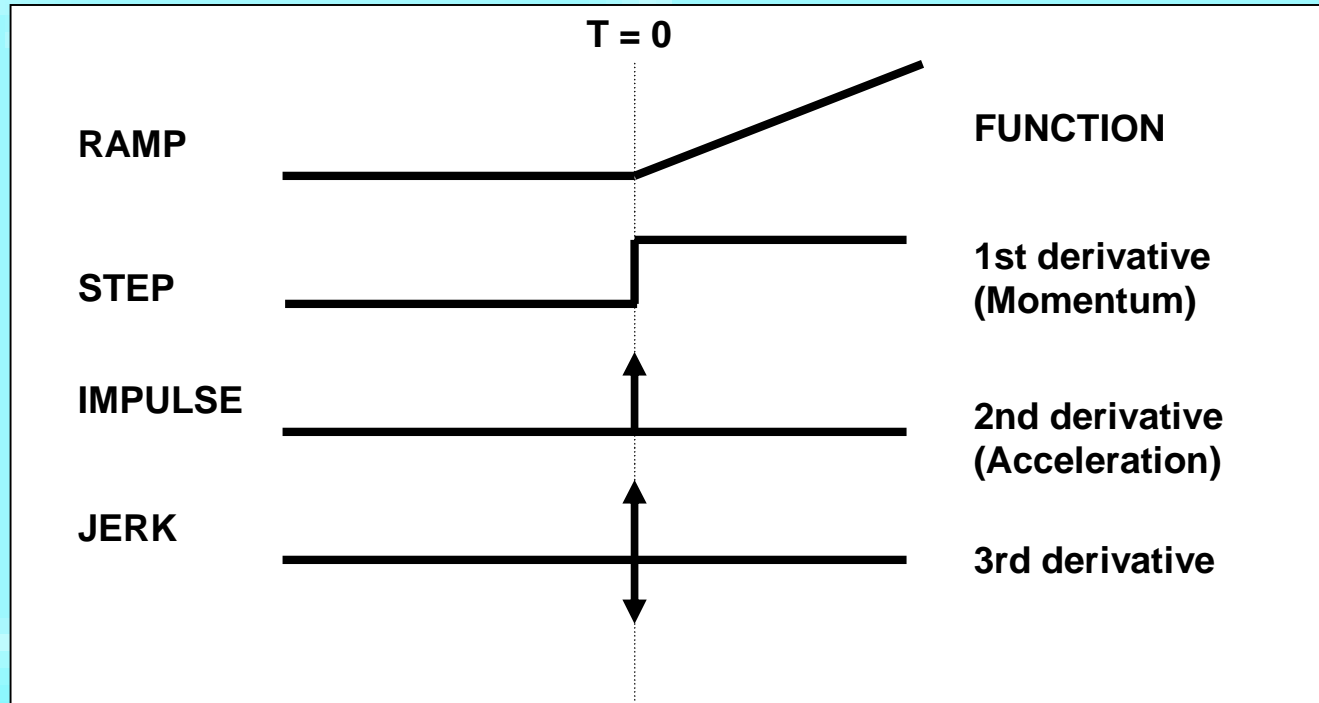 T = 0
RAMP
FUNCTION
STEP
1st derivative
(Momentum)
IMPULSE
2nd derivative
(Acceleration)
JERK
3rd derivative